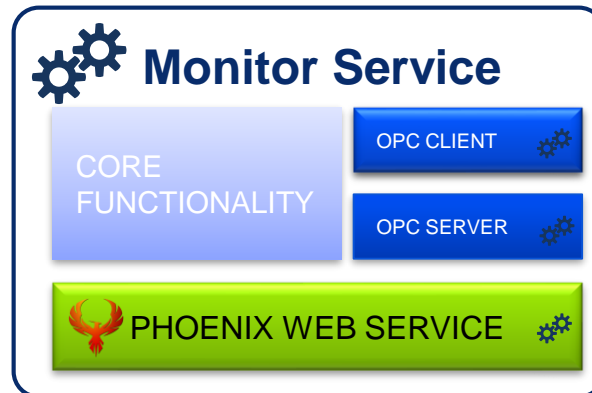 Monitor Service
CORE
FUNCTIONALITY
OPC CLIENT
OPC SERVER
PHOENIX WEB SERVICE